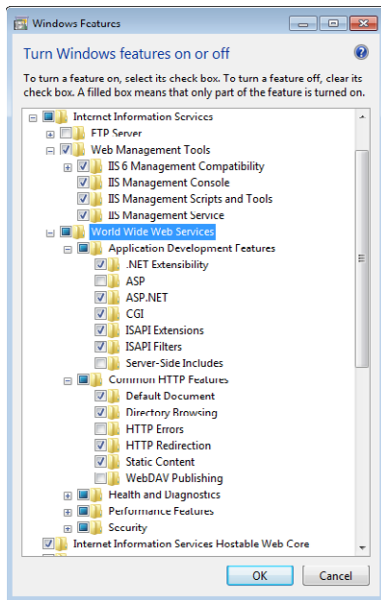 Windows Features
Turn Windows features on or off
To turn a feature on, select its check box. To turn a feature off, clear its
check box. A filled box means that only part of the feature is turned on.
Internet Information Services
FTP Server
Web Management Tools
IIS 6 Management Compatibility
IIS Management Console
IIS Management Scripts and Tools
IIS Management Service
World Wide Web Services
Application Development Features
.NET Extensibility
ASP
ASP.NET
CGI
ISAPI Extensions
ISAPI Filters
Server-Side Includes
Common HTTP Features
Default Document
Directory Browsing
HTTP Errors
HTTP Redirection
Static Content
WebDAV Publishing
Health and Diagnostics
Performance Features
Security
Internet Information Services Hostable Web Core
OK Cancel